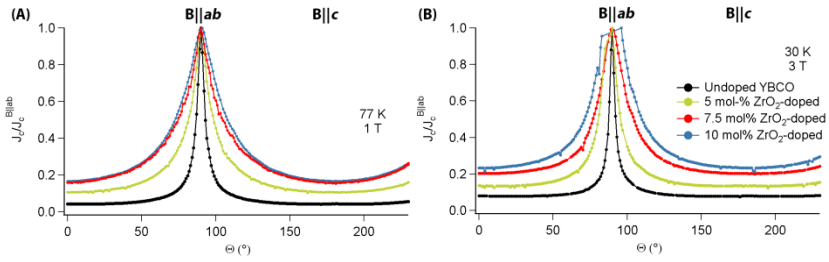 (A)
B||ab
B||c
1.0
0.8
0.6
0.4
0.2
0.0
J_c/J_c^B||ab
77 K
1 T
0
50
100
150
200
Θ (°)
(B)
B||ab
B||c
1.0
0.8
0.6
0.4
0.2
0.0
J_c/J_c^B||ab
30 K
3 T
Undoped YBCO
5 mol-% ZrO₂-doped
7.5 mol% ZrO₂-doped
10 mol% ZrO₂-doped
0
50
100
150
200
Θ (°)